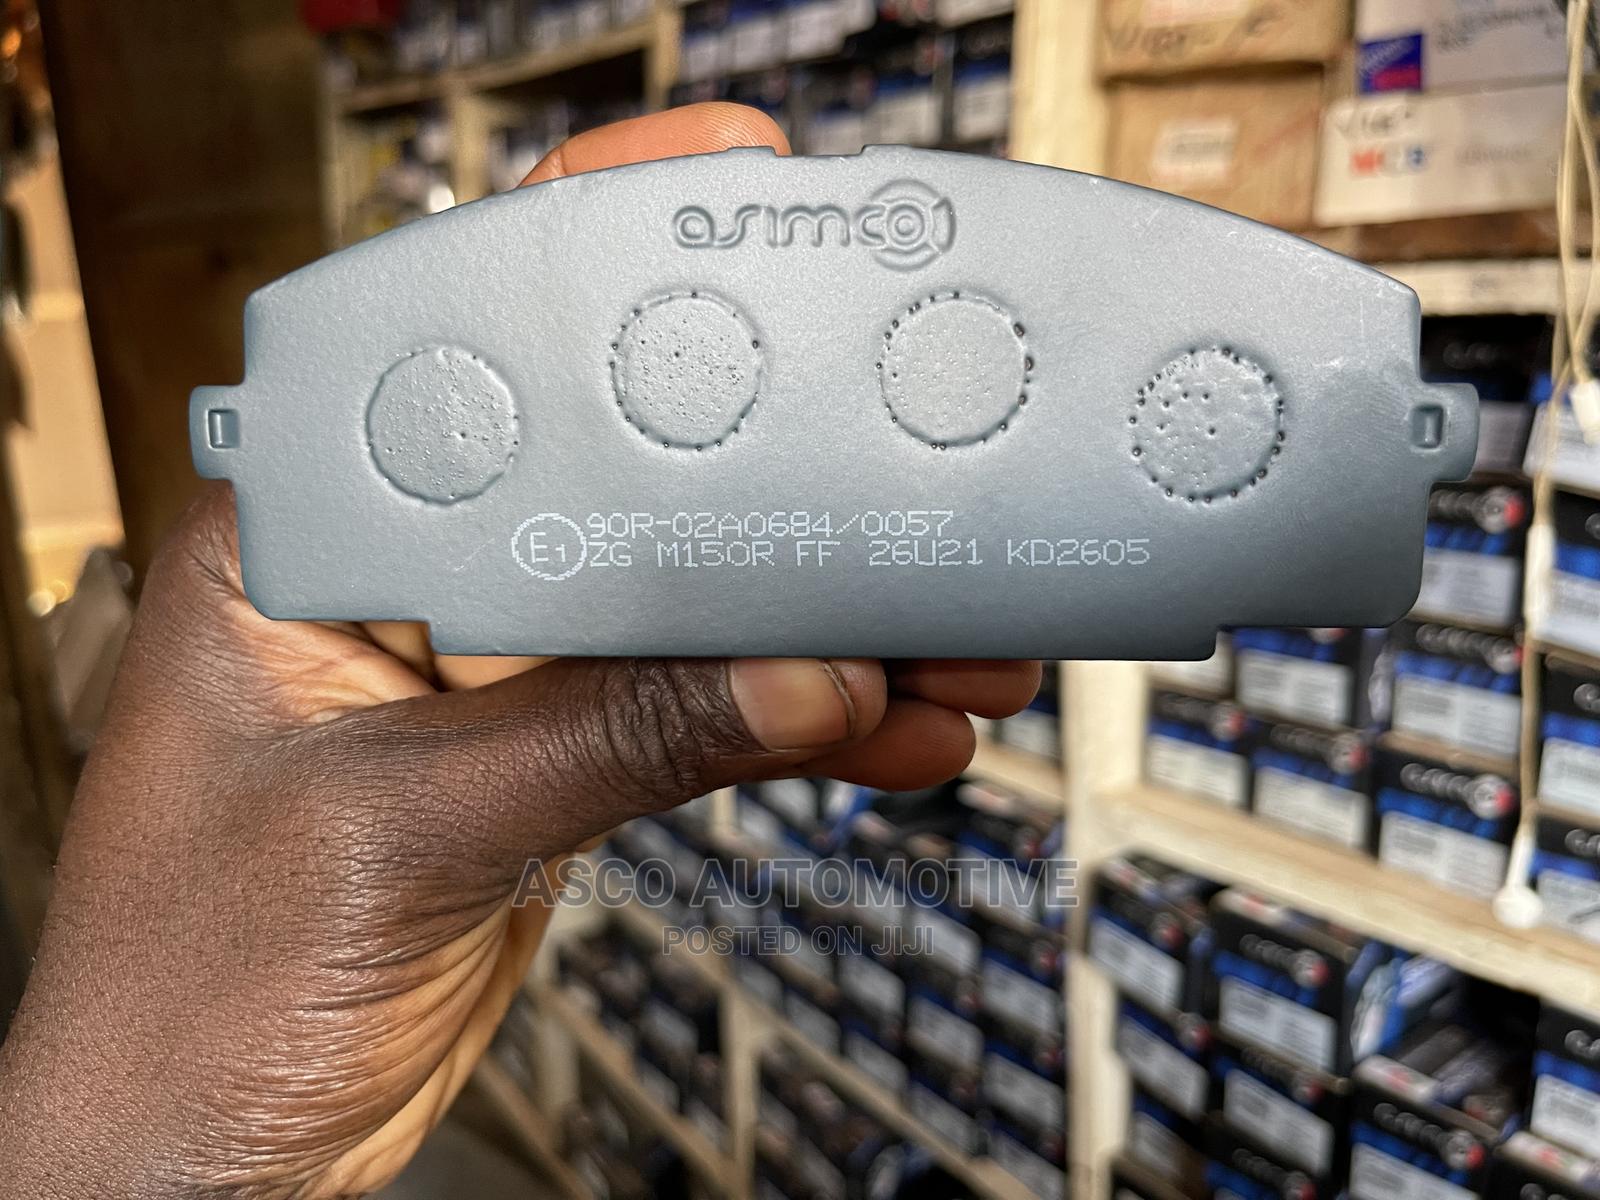 asimco
E1
90R-02A0684/0057
ZG M150R FF 26U21 KD2605
ASCO AUTOMOTIVE
POSTED ON JIJI